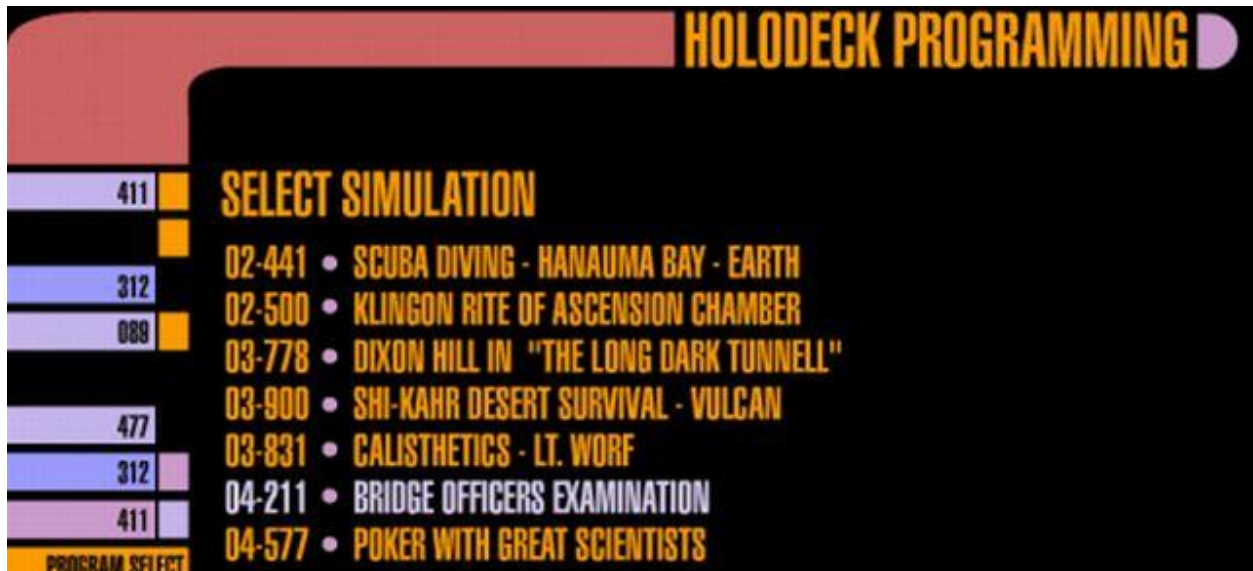 HOLODECK PROGRAMMING
411
312
089
477
312
411
PROGRAM SELECT
SELECT SIMULATION
02-441 • SCUBA DIVING - HANAUMA BAY - EARTH
02-500 • KLINGON RITE OF ASCENSION CHAMBER
03-778 • DIXON HILL IN "THE LONG DARK TUNNELL"
03-900 • SHI-KAHR DESERT SURVIVAL - VULCAN
03-831 • CALISTHETICS - LT. WORF
04-211 • BRIDGE OFFICERS EXAMINATION
04-577 • POKER WITH GREAT SCIENTISTS